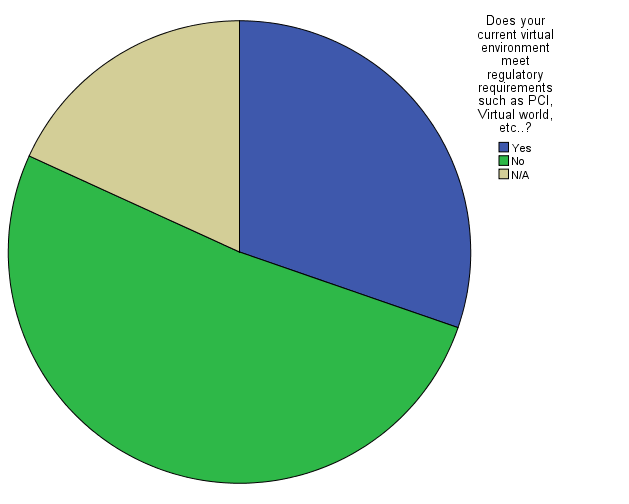 Does your
current virtual
environment
meet
regulatory
requirements
such as PCI,
Virtual world,
etc..?
Yes
No
N/A